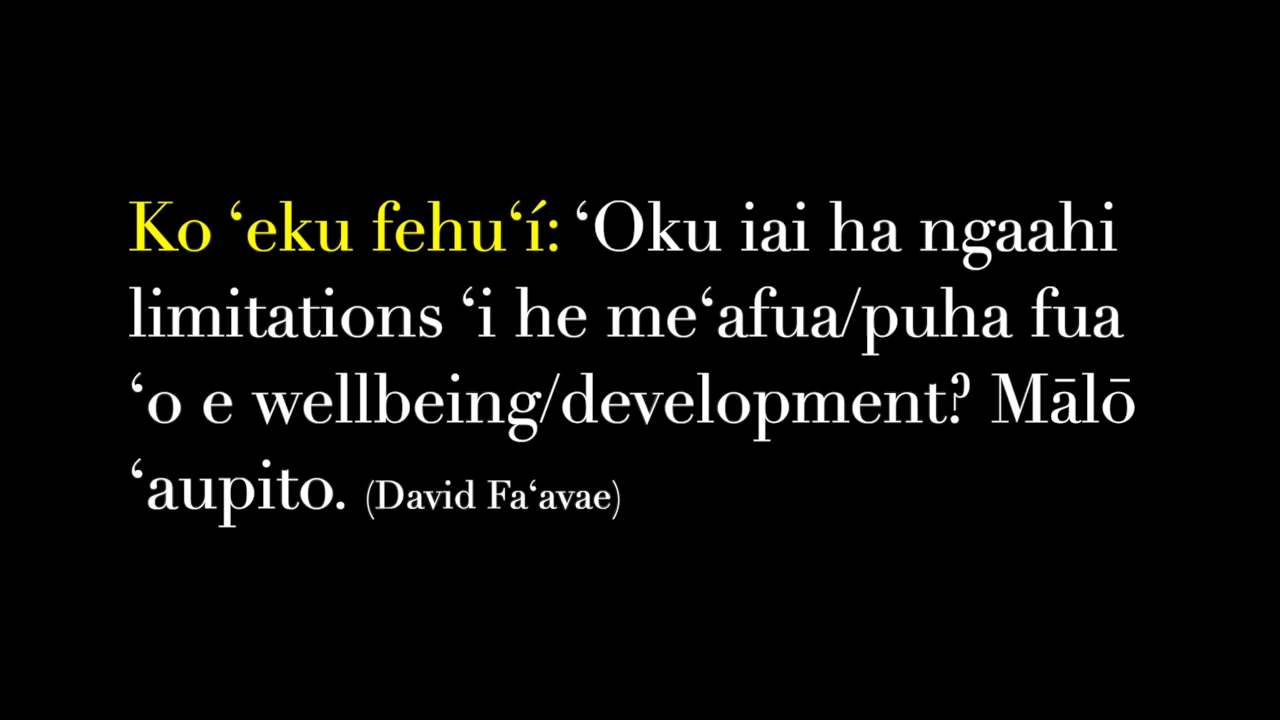 Ko ‘eku fehu‘í: ‘Oku iai ha ngaahi
limitations ‘i he me‘afua/puha fua
‘o e wellbeing/development? Mālō
‘aupito. (David Fa‘avae)